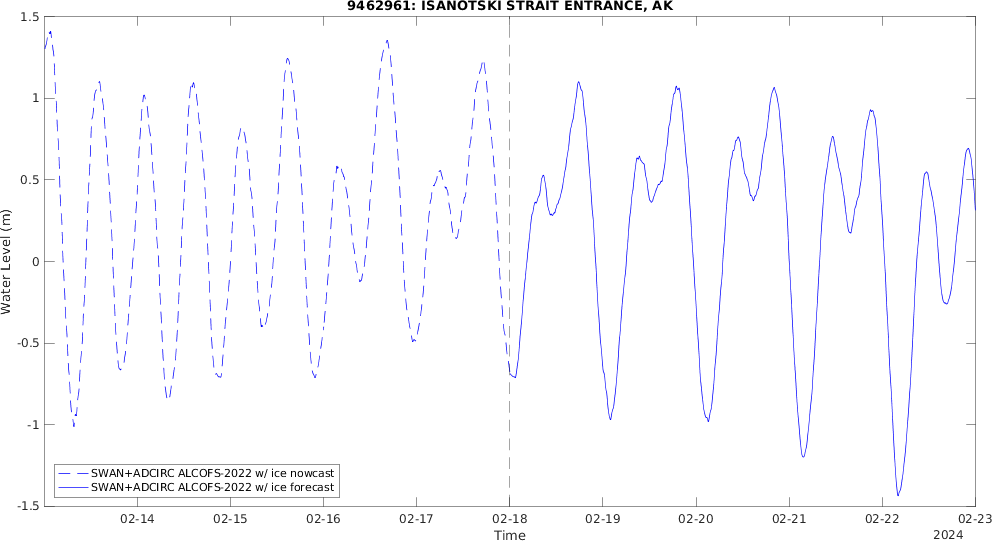 9462961: ISANOTSKI STRAIT ENTRANCE, AK
1.5
1
0.5
0
-0.5
-1
-1.5
Water Level (m)
SWAN+ADCIRC ALCOFS-2022 w/ ice nowcast
SWAN+ADCIRC ALCOFS-2022 w/ ice forecast
02-14 02-15 02-16 02-17 02-18 02-19 02-20 02-21 02-22 02-23
Time
2024